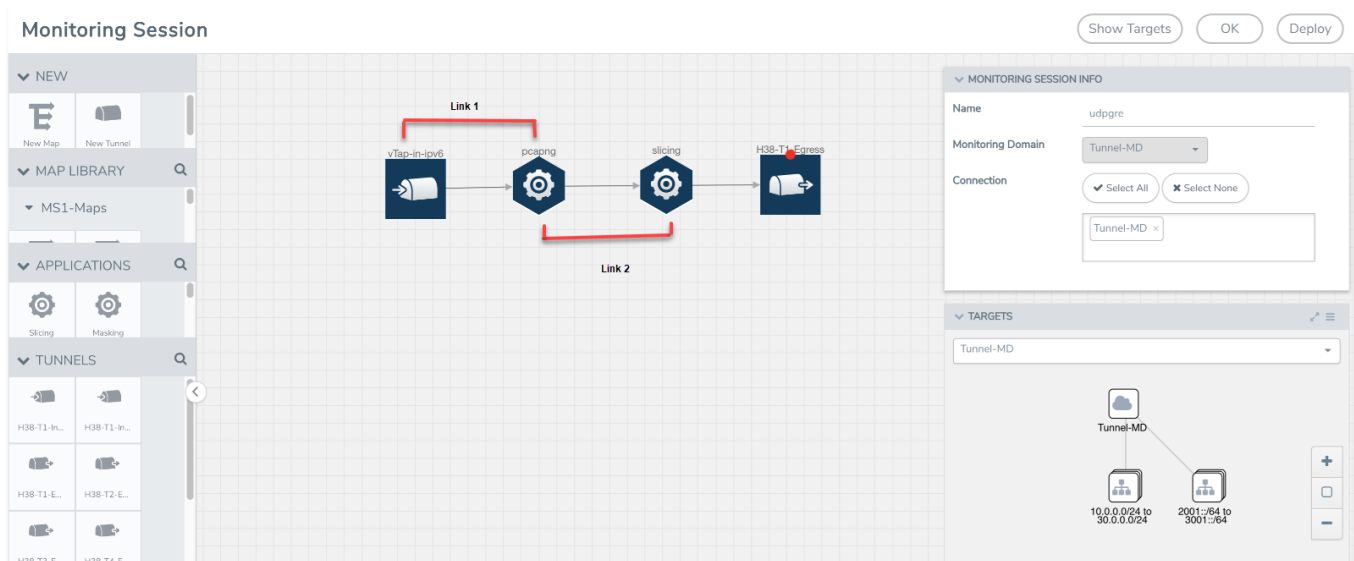 Monitoring Session
Show Targets
OK
Deploy
NEW
New Map
New Tunnel
MAP LIBRARY
MS1-Maps
APPLICATIONS
Slicing
Masking
TUNNELS
H38-T1-In...
H38-T1-In...
H38-T1-E...
H38-T2-E...
Link 1
vTap-in-ipv6
pcapng
slicing
H38-T1-Egress
Link 2
MONITORING SESSION INFO
Name
udpgre
Monitoring Domain
Tunnel-MD
Connection
Select All
Select None
Tunnel-MD ×
TARGETS
Tunnel-MD
Tunnel-MD
10.0.0.0/24 to
30.0.0.0/24
2001::/64 to
3001::/64